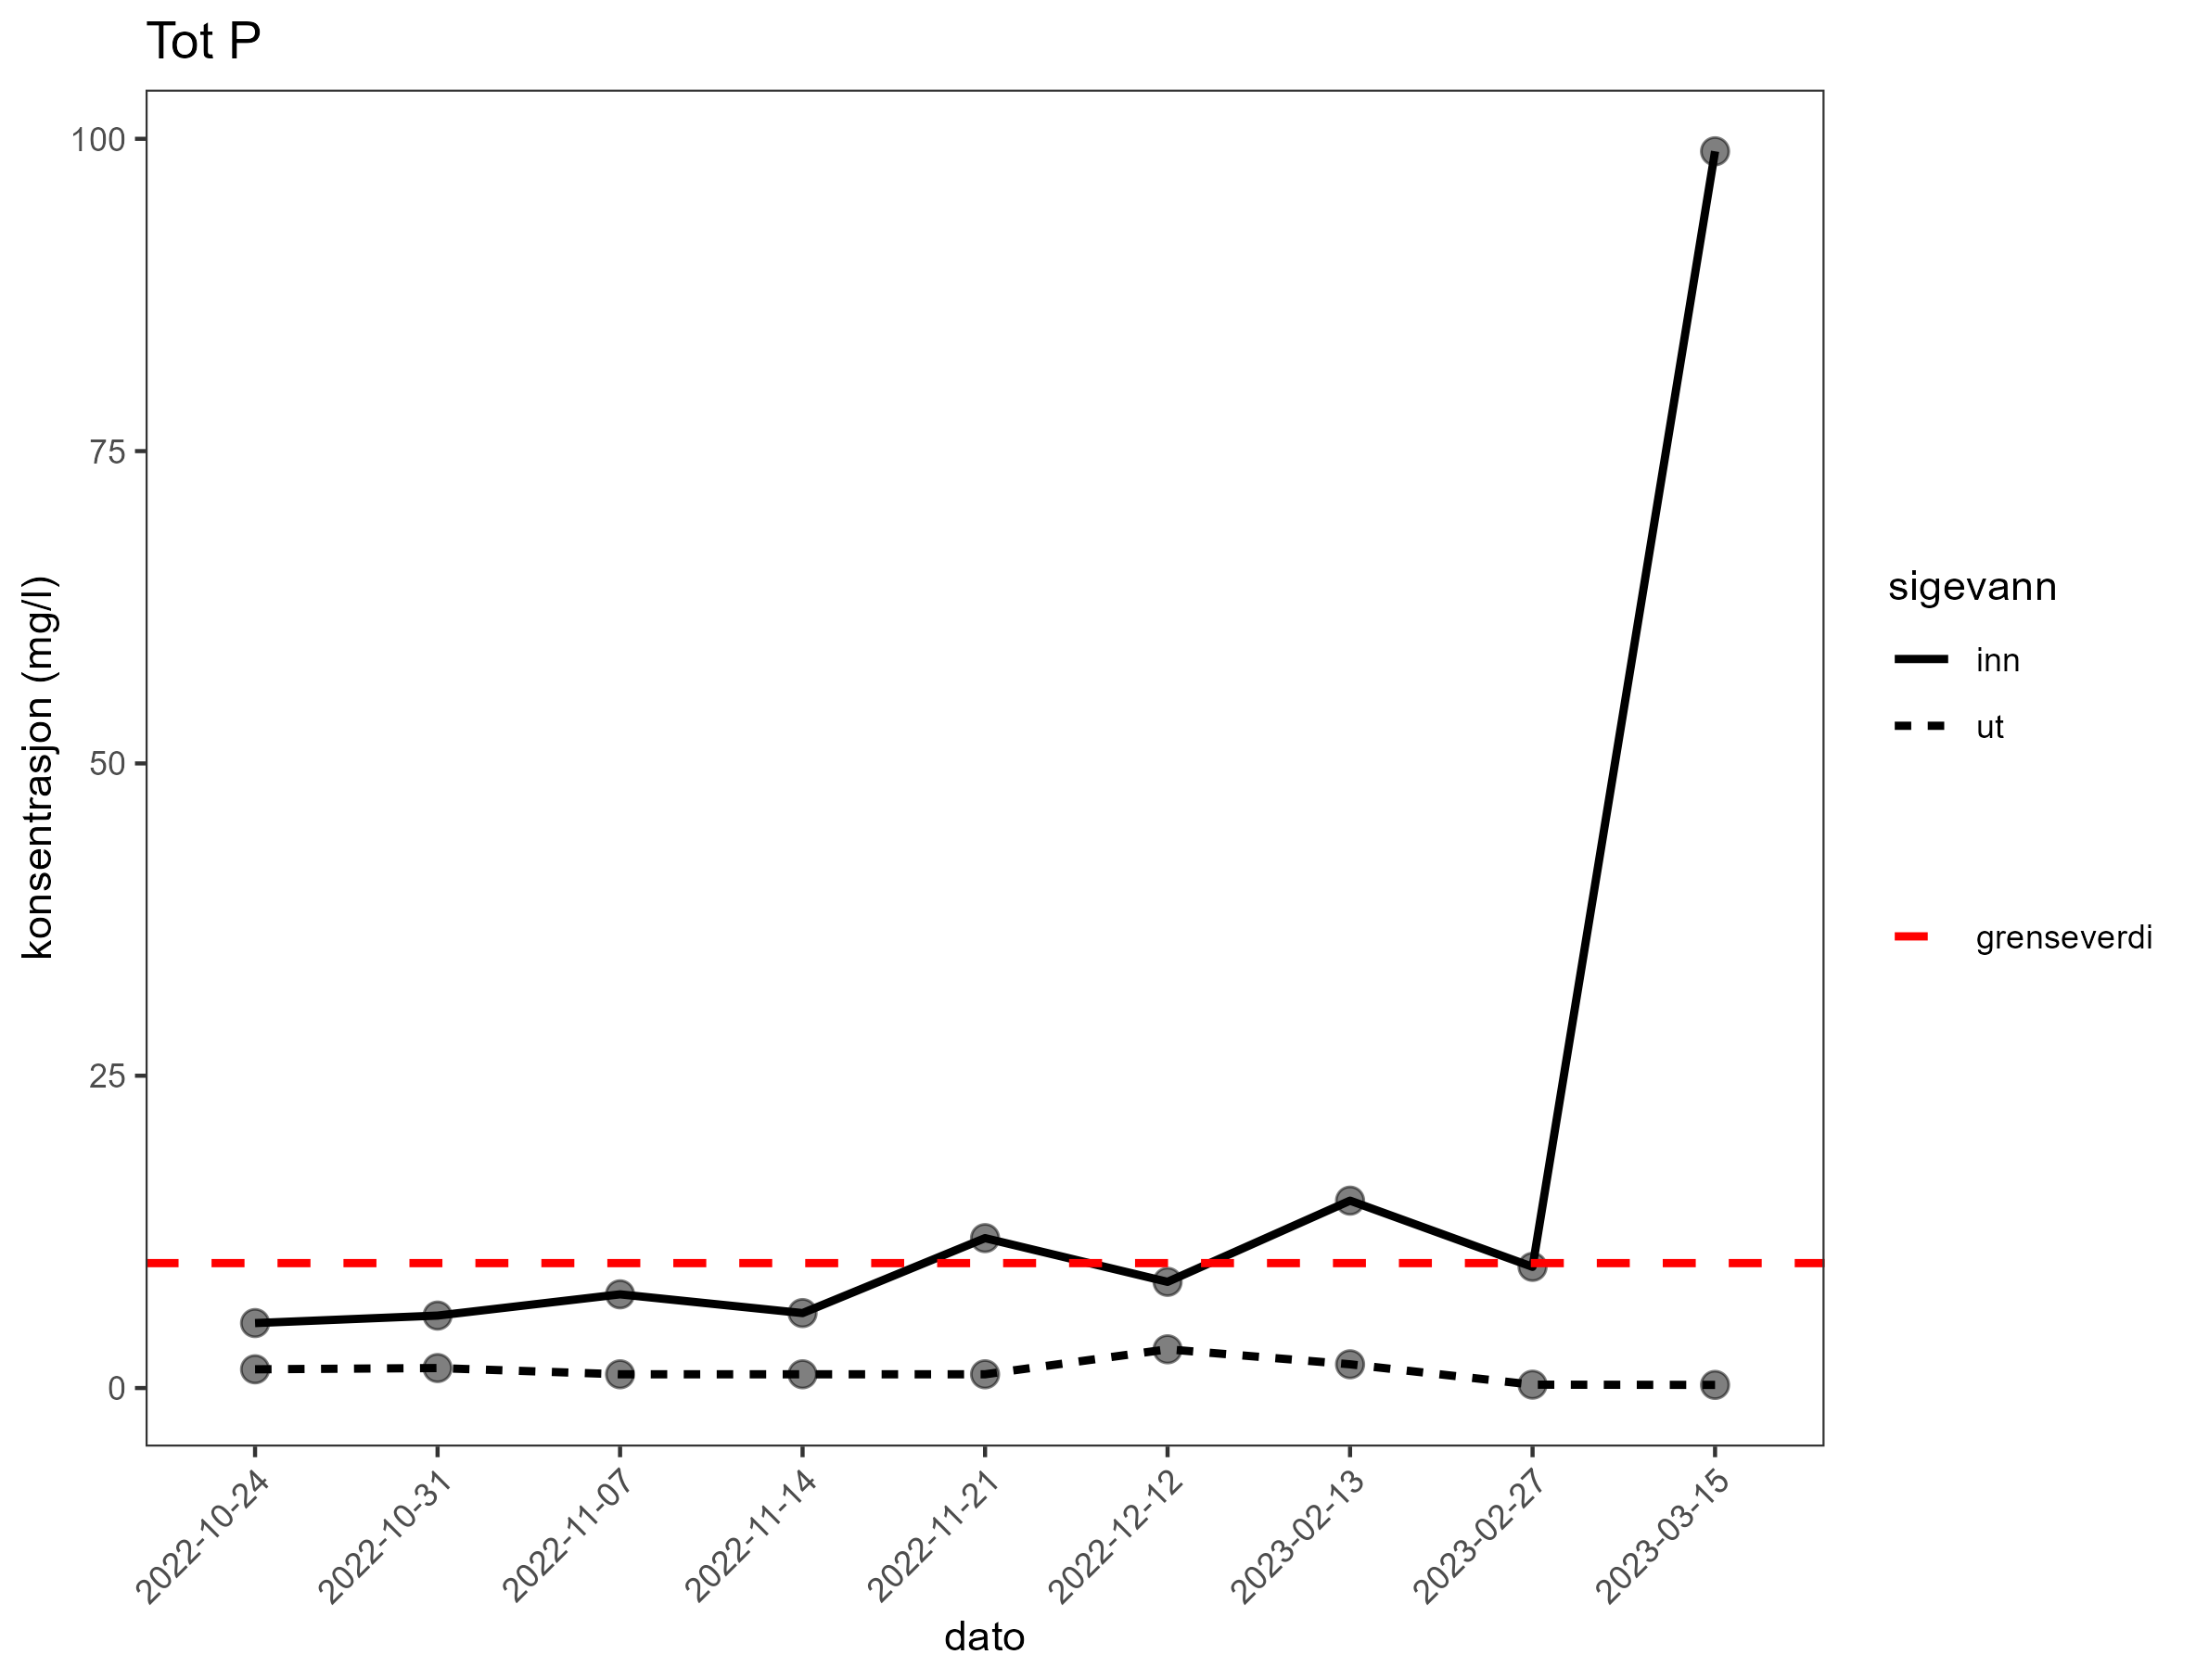 Tot P
konsentrasjon (mg/l)
100
75
50
25
0
2022-10-24
2022-10-31
2022-11-07
2022-11-14
2022-11-21
2022-12-12
2023-02-13
2023-02-27
2023-03-15
dato
sigevann
inn
ut
grenseverdi